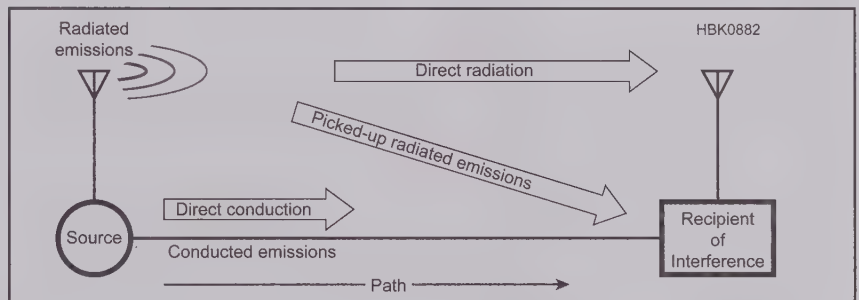 Radiated
emissions
HBK0882
Direct radiation
Picked-up radiated emissions
Direct conduction
Source
Conducted emissions
Path
Recipient
of
Interference